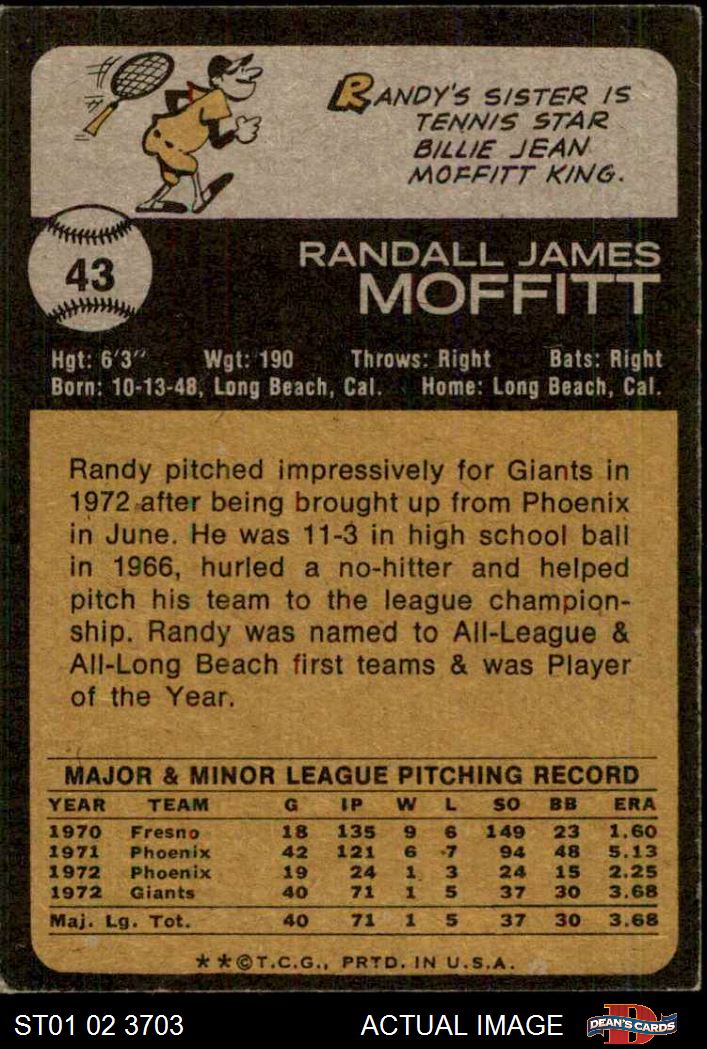 RANDY'S SISTER IS
TENNIS STAR
BILLIE JEAN
MOFFITT KING.
43
RANDALL JAMES
MOFFITT
Hgt: 6'3" Wgt: 190 Throws: Right Bats: Right
Born: 10-13-48, Long Beach, Cal. Home: Long Beach, Cal.
Randy pitched impressively for Giants in
1972 after being brought up from Phoenix
in June. He was 11-3 in high school ball
in 1966, hurled a no-hitter and helped
pitch his team to the league champion-
ship. Randy was named to All-League &
All-Long Beach first teams & was Player
of the Year.
MAJOR & MINOR LEAGUE PITCHING RECORD
YEAR TEAM G IP W L SO BB ERA
1970 Fresno 18 135 9 6 149 23 1.60
1971 Phoenix 42 121 6 7 94 48 5.13
1972 Phoenix 19 24 1 3 24 15 2.25
1972 Giants 40 71 1 5 37 30 3.68
Maj. Lg. Tot. 40 71 1 5 37 30 3.68
**©T.C.G., PRTD. IN U.S.A.
ST01 02 3703 ACTUAL IMAGE DEAN'S CARDS